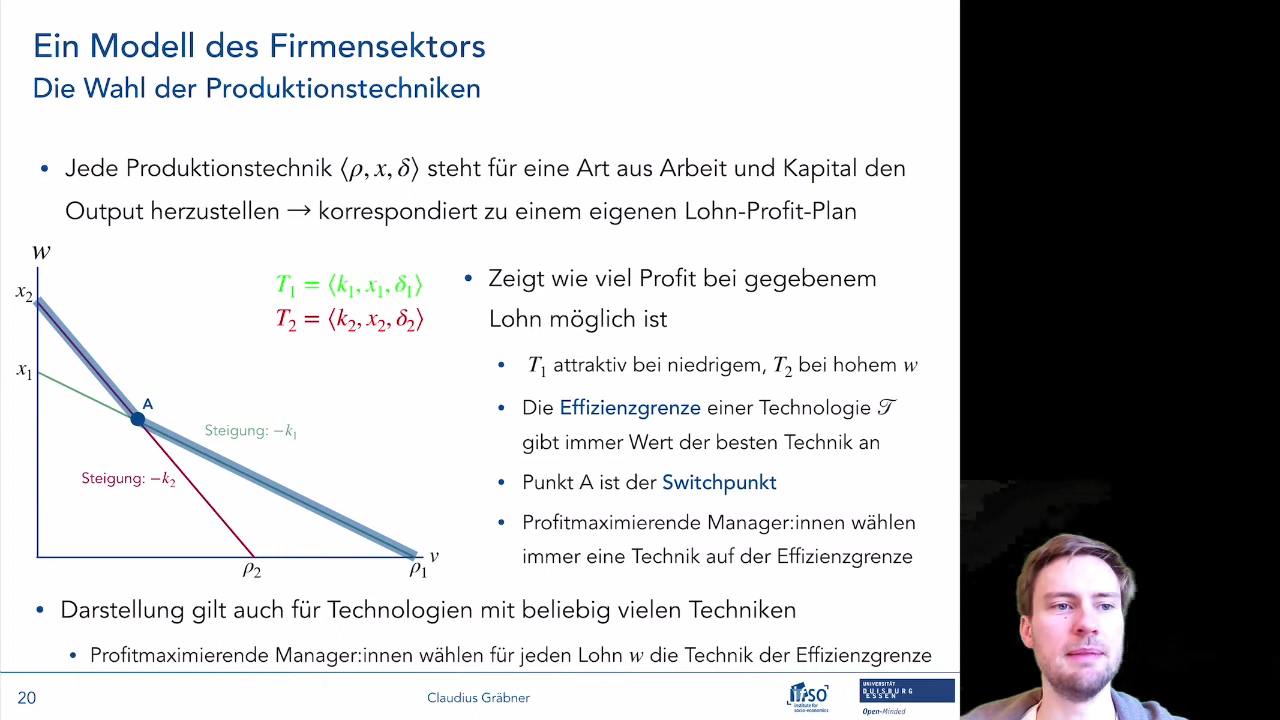 Ein Modell des Firmensektors
Die Wahl der Produktionstechniken
• Jede Produktionstechnik ⟨ρ, x, δ⟩ steht für eine Art aus Arbeit und Kapital den
Output herzustellen → korrespondiert zu einem eigenen Lohn-Profit-Plan
w
x₂
x₁
A
Steigung: −k₁
Steigung: −k₂
ρ₂
ρ₁
v
T₁ = ⟨k₁, x₁, δ₁⟩
T₂ = ⟨k₂, x₂, δ₂⟩
• Zeigt wie viel Profit bei gegebenem
Lohn möglich ist
• T₁ attraktiv bei niedrigem, T₂ bei hohem w
• Die Effizienzgrenze einer Technologie 𝒯
gibt immer Wert der besten Technik an
• Punkt A ist der Switchpunkt
• Profitmaximierende Manager:innen wählen
immer eine Technik auf der Effizienzgrenze
• Darstellung gilt auch für Technologien mit beliebig vielen Techniken
• Profitmaximierende Manager:innen wählen für jeden Lohn w die Technik der Effizienzgrenze
20
Claudius Gräbner
ifso
institute for
socio-economics
UNIVERSITÄT
DUISBURG
ESSEN
Open-Minded